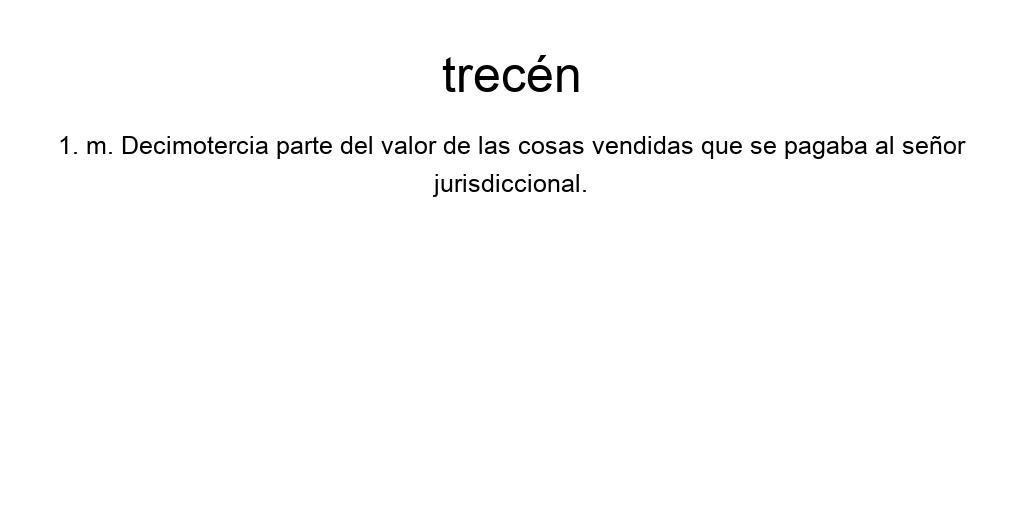 trecén
1. m. Decimotercia parte del valor de las cosas vendidas que se pagaba al señor
jurisdiccional.